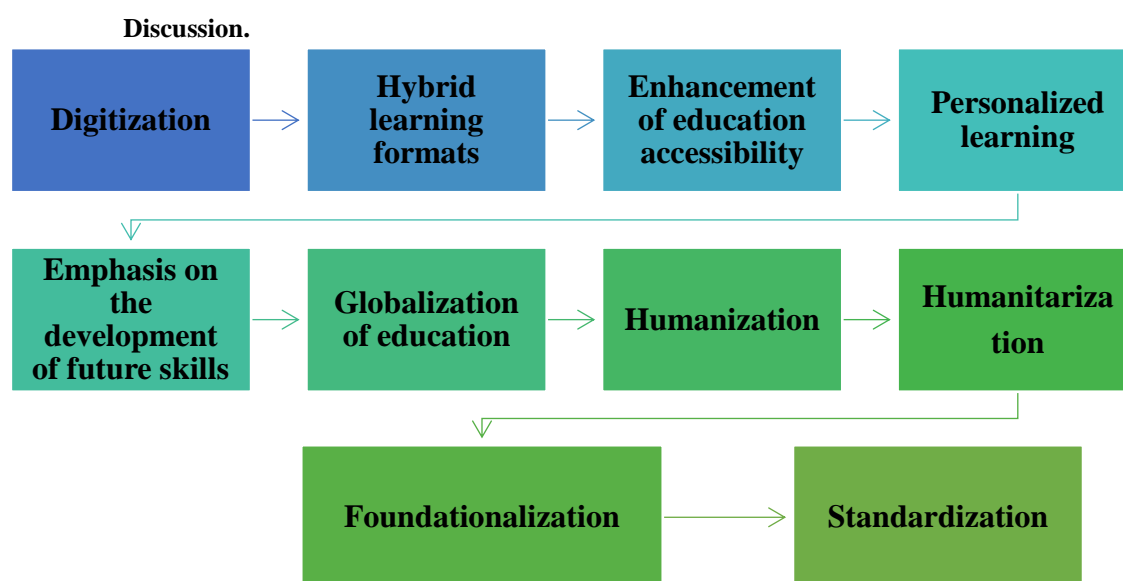 Discussion.
Digitization
Hybrid
learning
formats
Enhancement
of education
accessibility
Personalized
learning
Emphasis on
the
development
of future skills
Globalization
of education
Humanization
Humanitariza
tion
Foundationalization
Standardization